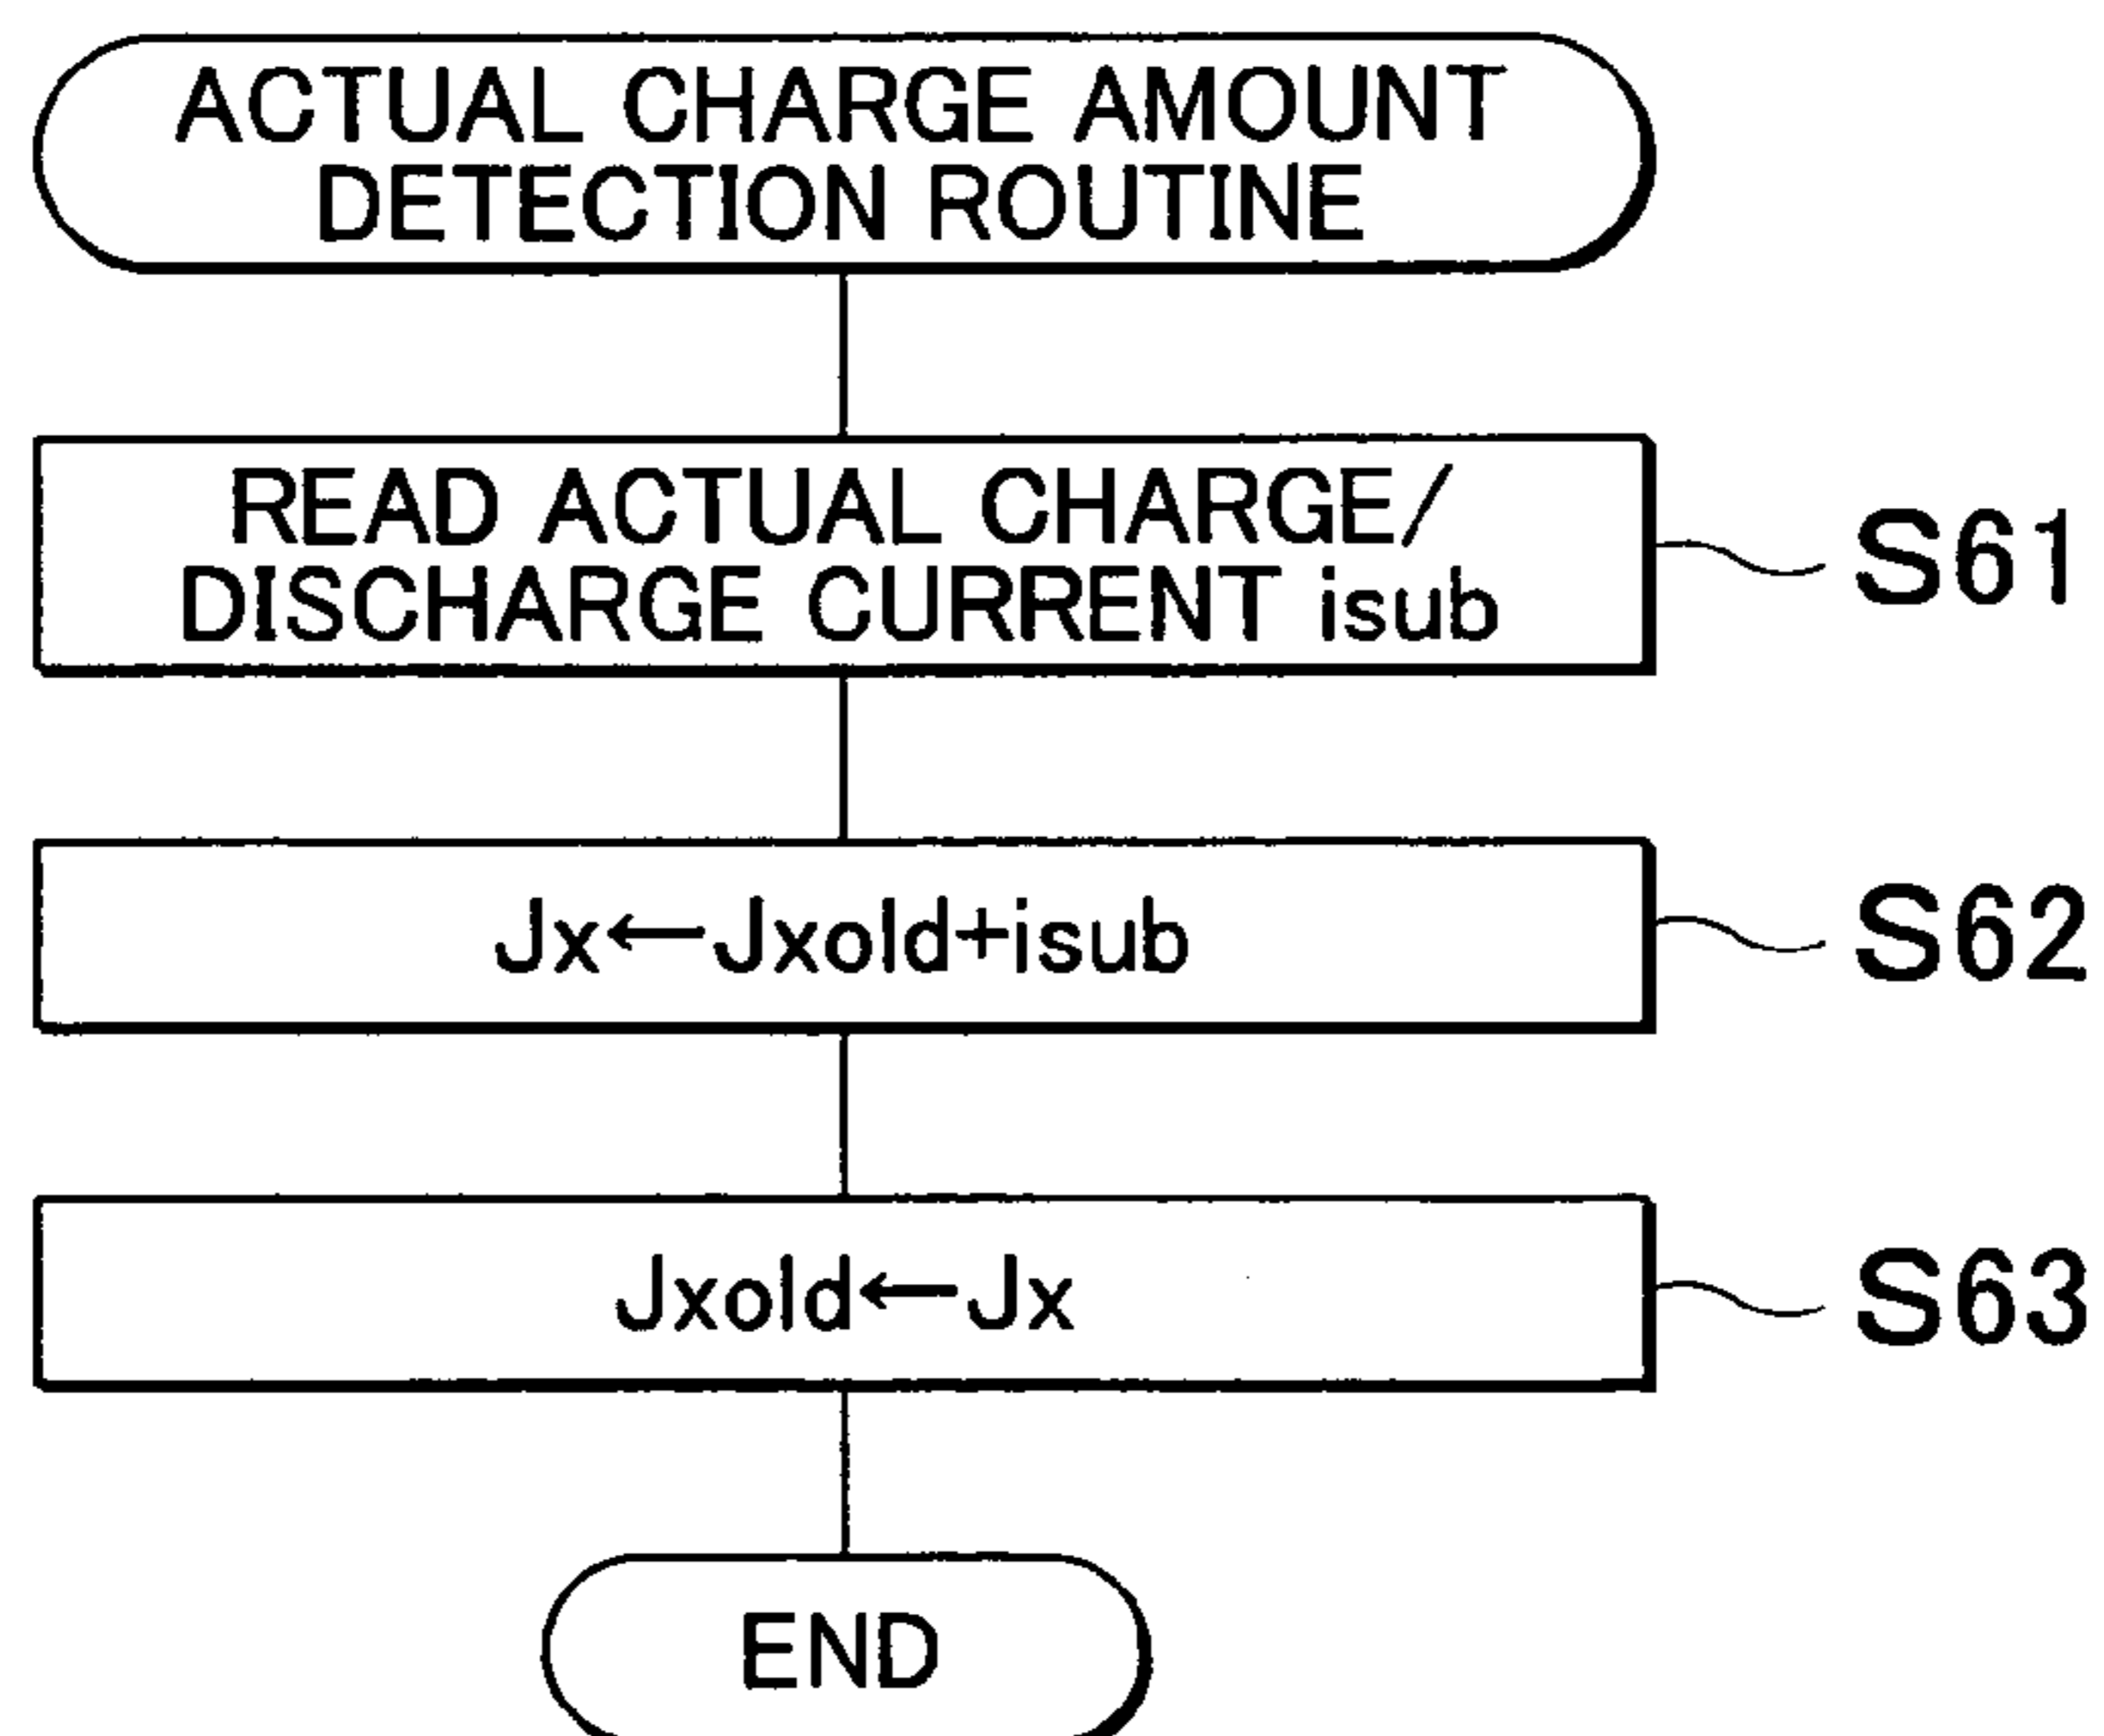 ACTUAL CHARGE AMOUNT
DETECTION ROUTINE
READ ACTUAL CHARGE/
DISCHARGE CURRENT isub
S61
Jx←Jxold+isub
S62
Jxold←Jx
S63
END